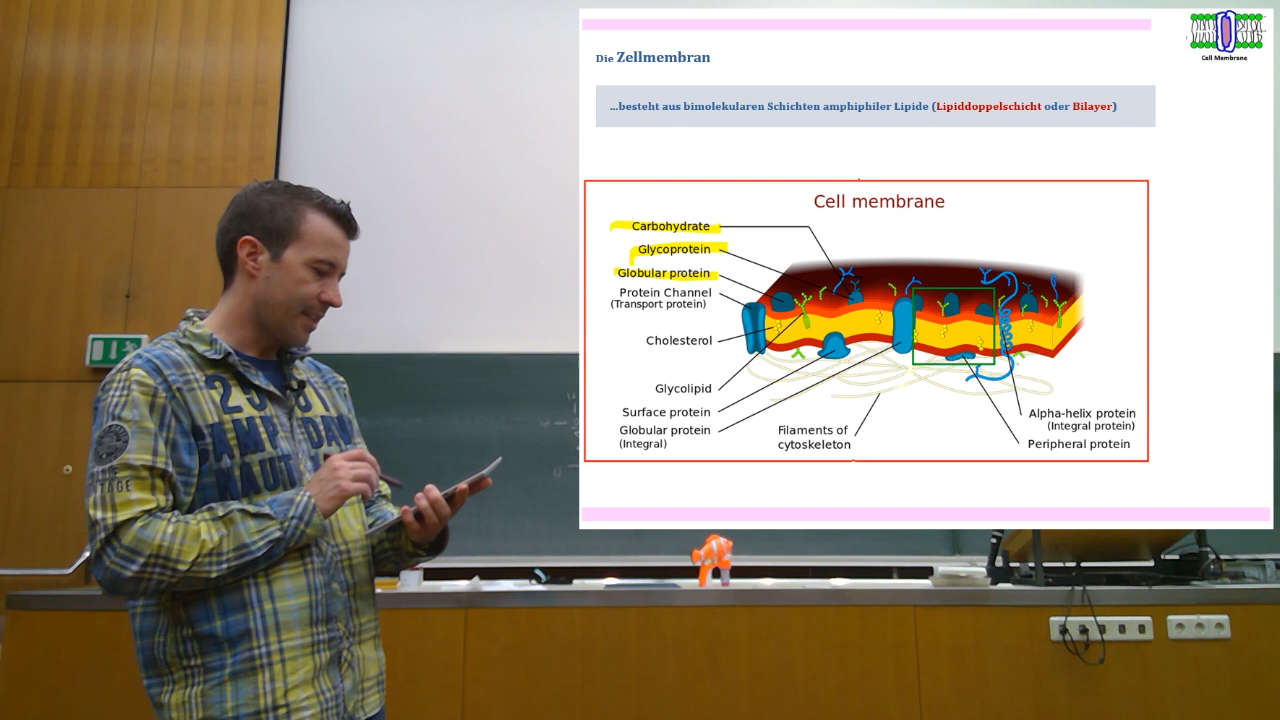 Die Zellmembran
...besteht aus bimolekularen Schichten amphiphiler Lipide (Lipiddoppelschicht oder Bilayer)
Cell Membrane
Cell membrane
Carbohydrate
Glycoprotein
Globular protein
Protein Channel
(Transport protein)
Cholesterol
Glycolipid
Surface protein
Globular protein
(Integral)
Filaments of
cytoskeleton
Alpha-helix protein
(Integral protein)
Peripheral protein